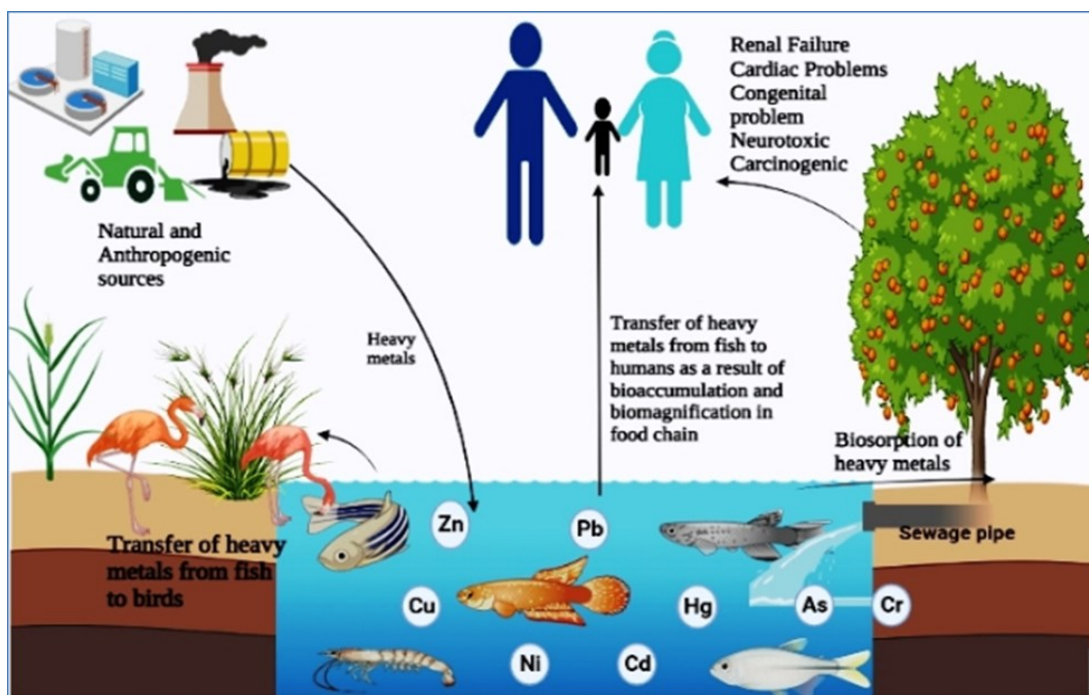 Renal Failure
Cardiac Problems
Congenital
problem
Neurotoxic
Carcinogenic
Natural and
Anthropogenic
sources
Heavy
metals
Transfer of heavy
metals from fish to
humans as a result of
bioaccumulation and
biomagnification in
food chain
Biosorption of
heavy metals
Sewage pipe
Transfer of heavy
metals from fish
to birds
Zn
Pb
Cu
Hg
As
Cr
Ni
Cd